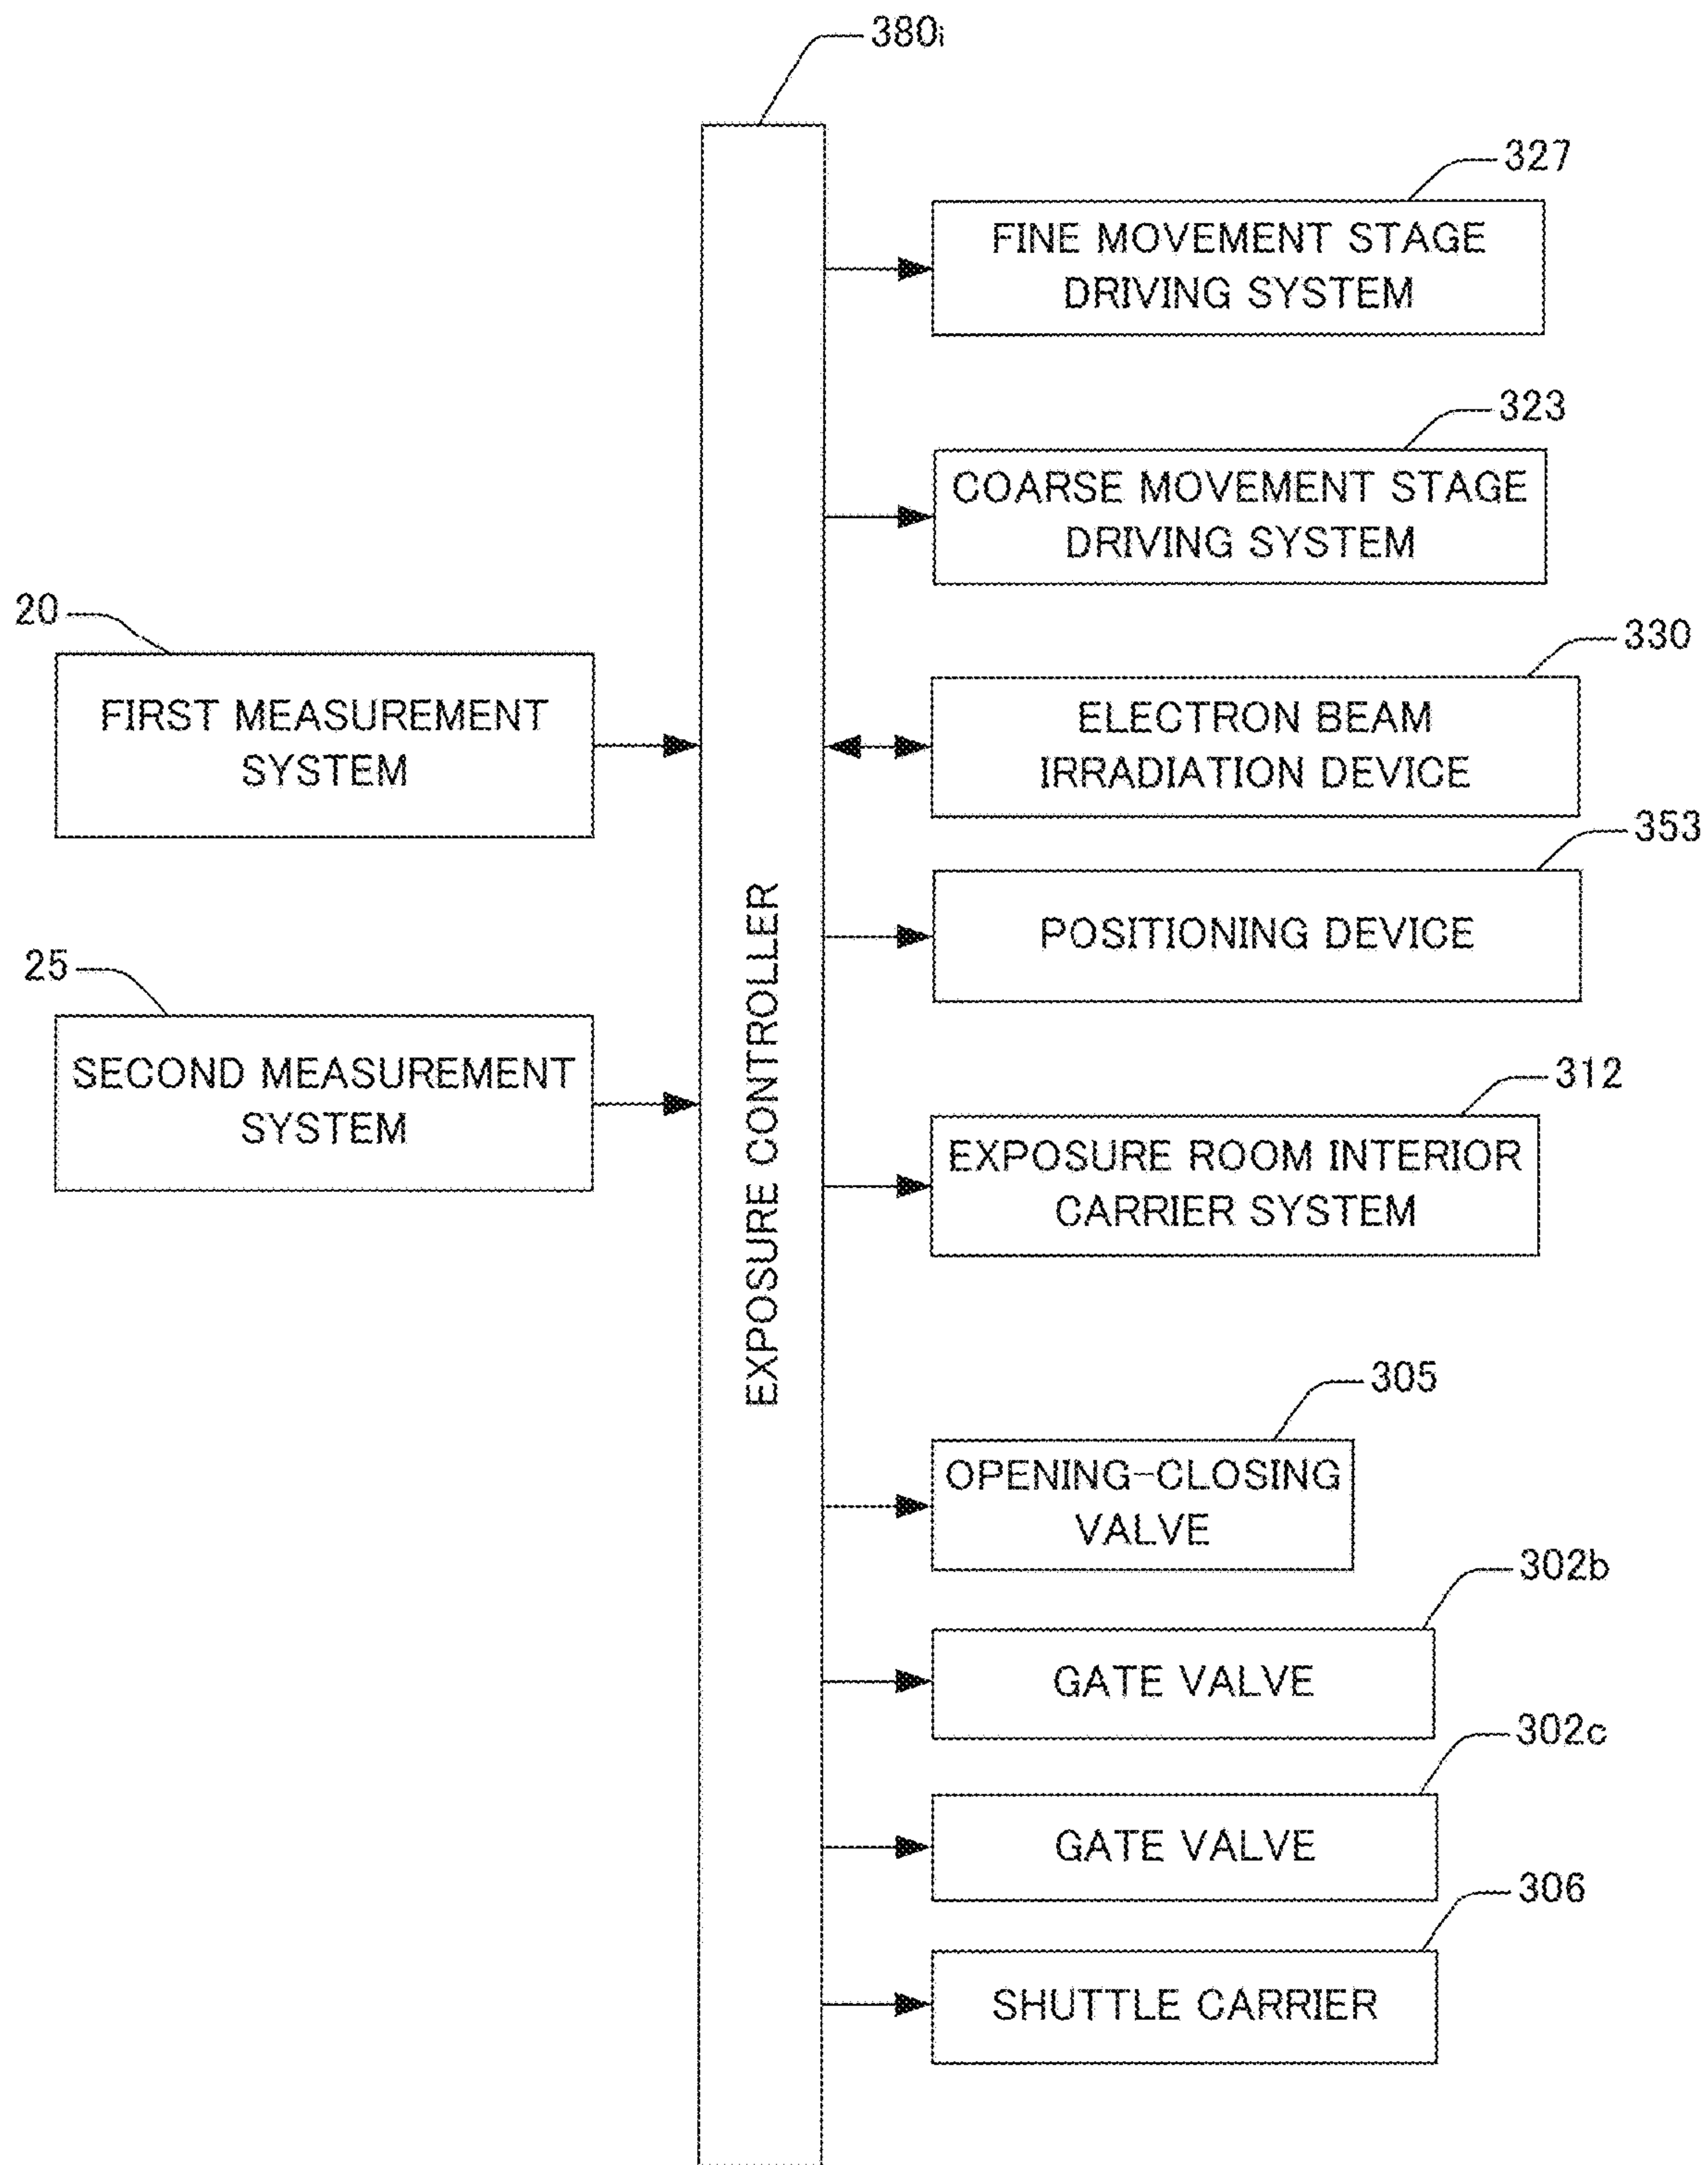 380i
327
FINE MOVEMENT STAGE
DRIVING SYSTEM
323
COARSE MOVEMENT STAGE
DRIVING SYSTEM
20
FIRST MEASUREMENT
SYSTEM
330
ELECTRON BEAM
IRRADIATION DEVICE
353
POSITIONING DEVICE
25
SECOND MEASUREMENT
SYSTEM
EXPOSURE CONTROLLER
312
EXPOSURE ROOM INTERIOR
CARRIER SYSTEM
305
OPENING-CLOSING
VALVE
302b
GATE VALVE
302c
GATE VALVE
306
SHUTTLE CARRIER